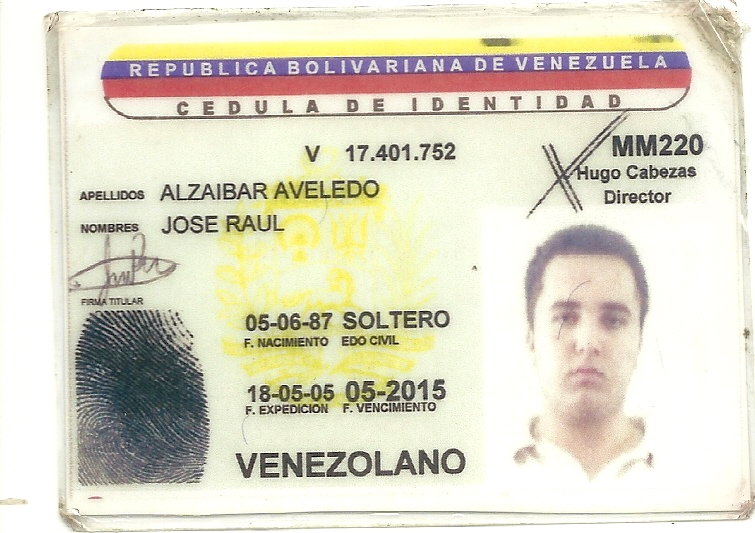 REPUBLICA BOLIVARIANA DE VENEZUELA
CEDULA DE IDENTIDAD
V 17.401.752
MM220
Hugo Cabezas
Director
APELLIDOS ALZAIBAR AVELEDO
NOMBRES JOSE RAUL
FIRMA TITULAR
05-06-87 SOLTERO
F. NACIMIENTO EDO CIVIL
18-05-05 05-2015
F. EXPEDICION F. VENCIMIENTO
VENEZOLANO